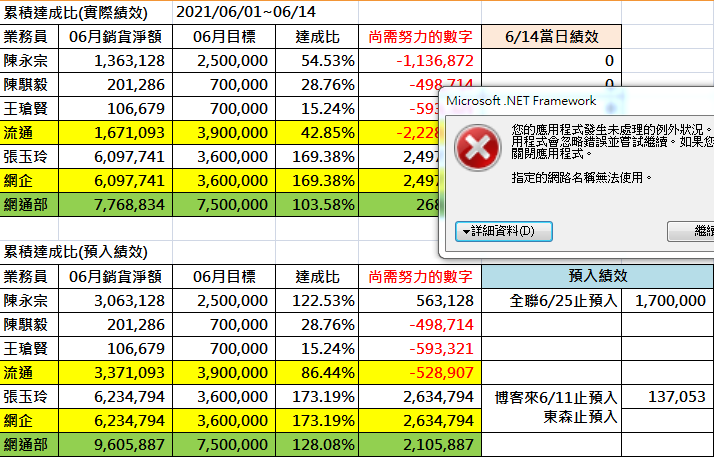 累積達成比(實際績效) 2021/06/01~06/14
業務員 06月銷貨淨額 06月目標 達成比 尚需努力的數字 6/14當日績效
陳永宗 1,363,128 2,500,000 54.53% -1,136,872 0
陳騏毅 201,286 700,000 28.76% -498,714 0
王瑲賢 106,679 700,000 15.24%
流通 1,671,093 3,900,000 42.85%
張玉玲 6,097,741 3,600,000 169.38%
網企 6,097,741 3,600,000 169.38%
網通部 7,768,834 7,500,000 103.58%
Microsoft .NET Framework
您的應用程式發生未處理的例外狀況。
用程式會忽略錯誤並嘗試繼續。如果您
關閉應用程式。
指定的網路名稱無法使用。
詳細資料(D) 繼續
累積達成比(預入績效)
業務員 06月銷貨淨額 06月目標 達成比 尚需努力的數字 預入績效
陳永宗 3,063,128 2,500,000 122.53% 563,128 全聯6/25止預入 1,700,000
陳騏毅 201,286 700,000 28.76% -498,714
王瑲賢 106,679 700,000 15.24% -593,321
流通 3,371,093 3,900,000 86.44% -528,907
張玉玲 6,234,794 3,600,000 173.19% 2,634,794 博客來6/11止預入 137,053
網企 6,234,794 3,600,000 173.19% 2,634,794 東森止預入
網通部 9,605,887 7,500,000 128.08% 2,105,887